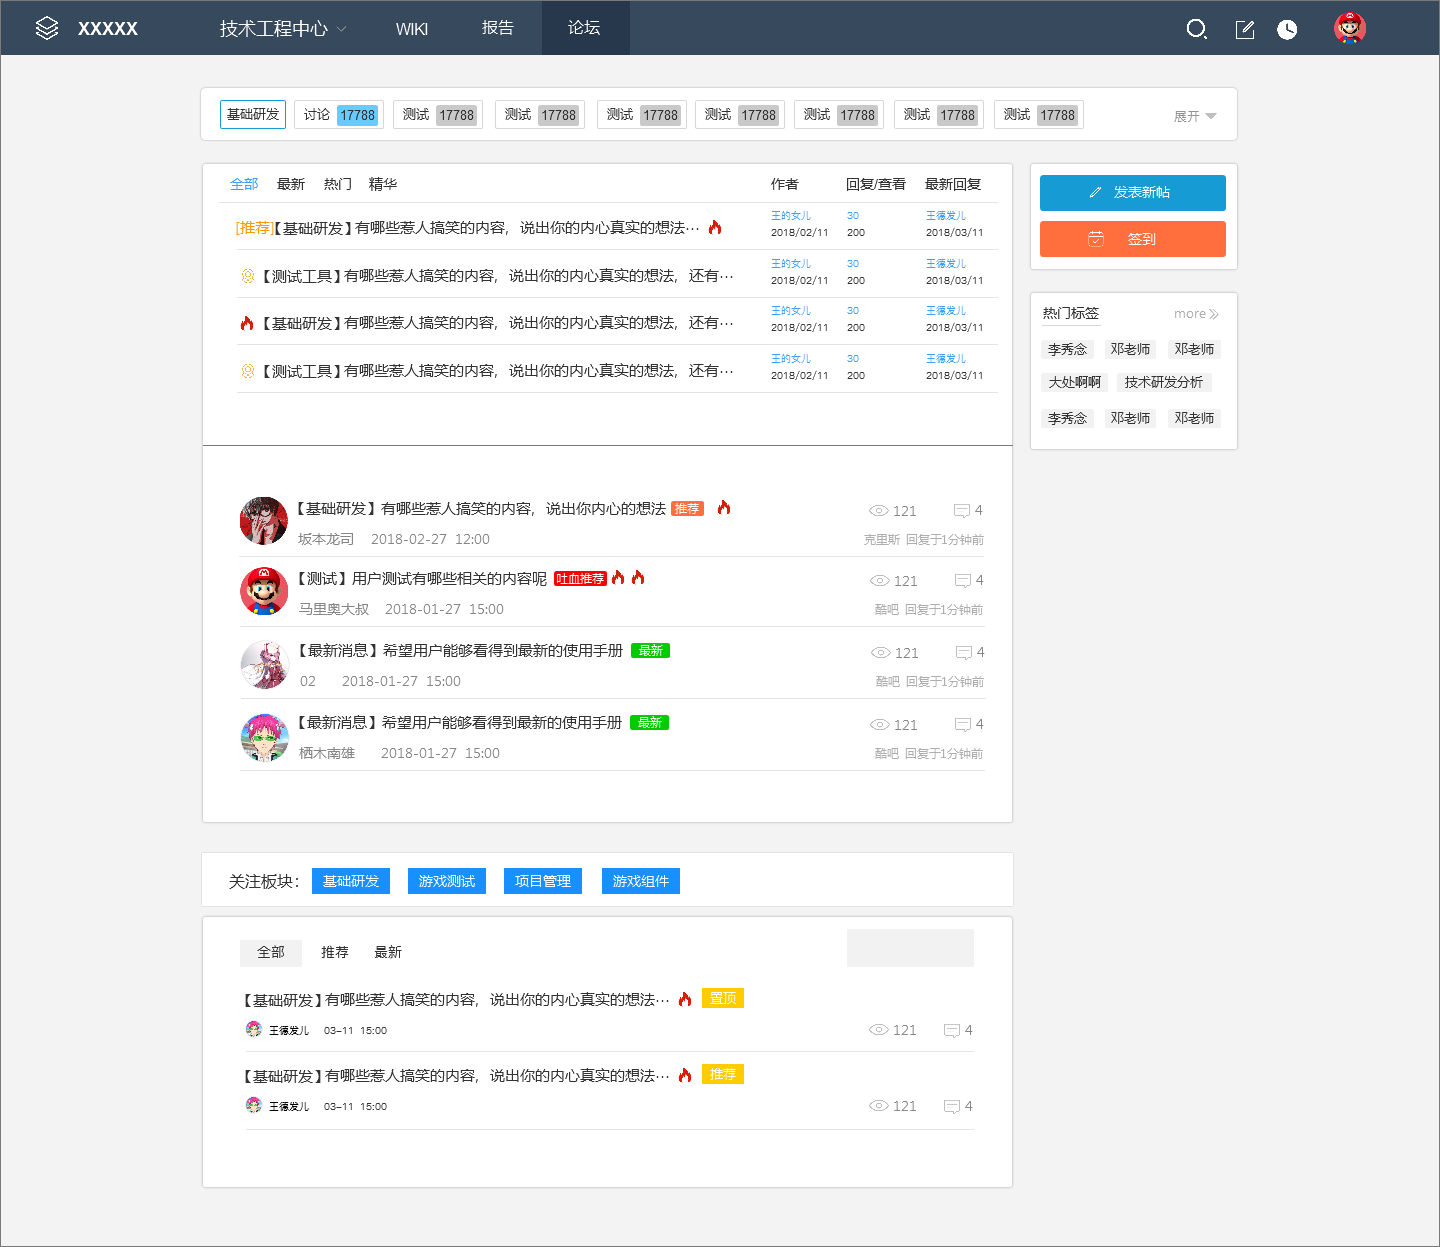 XXXXX 技术工程中心 WIKI 报告 论坛
基础研发 讨论 17788 测试 17788 测试 17788 测试 17788 测试 17788 测试 17788 测试 17788 测试 17788 展开
全部 最新 热门 精华 作者 回复/查看 最新回复
[推荐]【基础研发】有哪些惹人搞笑的内容，说出你的内心真实的想法… 王的女儿 30 王德发儿
2018/02/11 200 2018/03/11
【测试工具】有哪些惹人搞笑的内容，说出你的内心真实的想法，还有… 王的女儿 30 王德发儿
2018/02/11 200 2018/03/11
【基础研发】有哪些惹人搞笑的内容，说出你的内心真实的想法，还有… 王的女儿 30 王德发儿
2018/02/11 200 2018/03/11
【测试工具】有哪些惹人搞笑的内容，说出你的内心真实的想法，还有… 王的女儿 30 王德发儿
2018/02/11 200 2018/03/11
发表新帖
签到
热门标签 more
李秀念 邓老师 邓老师
大处啊啊 技术研发分析
李秀念 邓老师 邓老师
【基础研发】有哪些惹人搞笑的内容，说出你内心的想法 推荐 121 4
坂本龙司 2018-02-27 12:00 克里斯 回复于1分钟前
【测试】用户测试有哪些相关的内容呢 吐血推荐 121 4
马里奥大叔 2018-01-27 15:00 酷吧 回复于1分钟前
【最新消息】希望用户能够看得到最新的使用手册 最新 121 4
02 2018-01-27 15:00 酷吧 回复于1分钟前
【最新消息】希望用户能够看得到最新的使用手册 最新 121 4
栖木南雄 2018-01-27 15:00 酷吧 回复于1分钟前
关注板块： 基础研发 游戏测试 项目管理 游戏组件
全部 推荐 最新
【基础研发】有哪些惹人搞笑的内容，说出你的内心真实的想法… 置顶
王德发儿 03-11 15:00 121 4
【基础研发】有哪些惹人搞笑的内容，说出你的内心真实的想法… 推荐
王德发儿 03-11 15:00 121 4